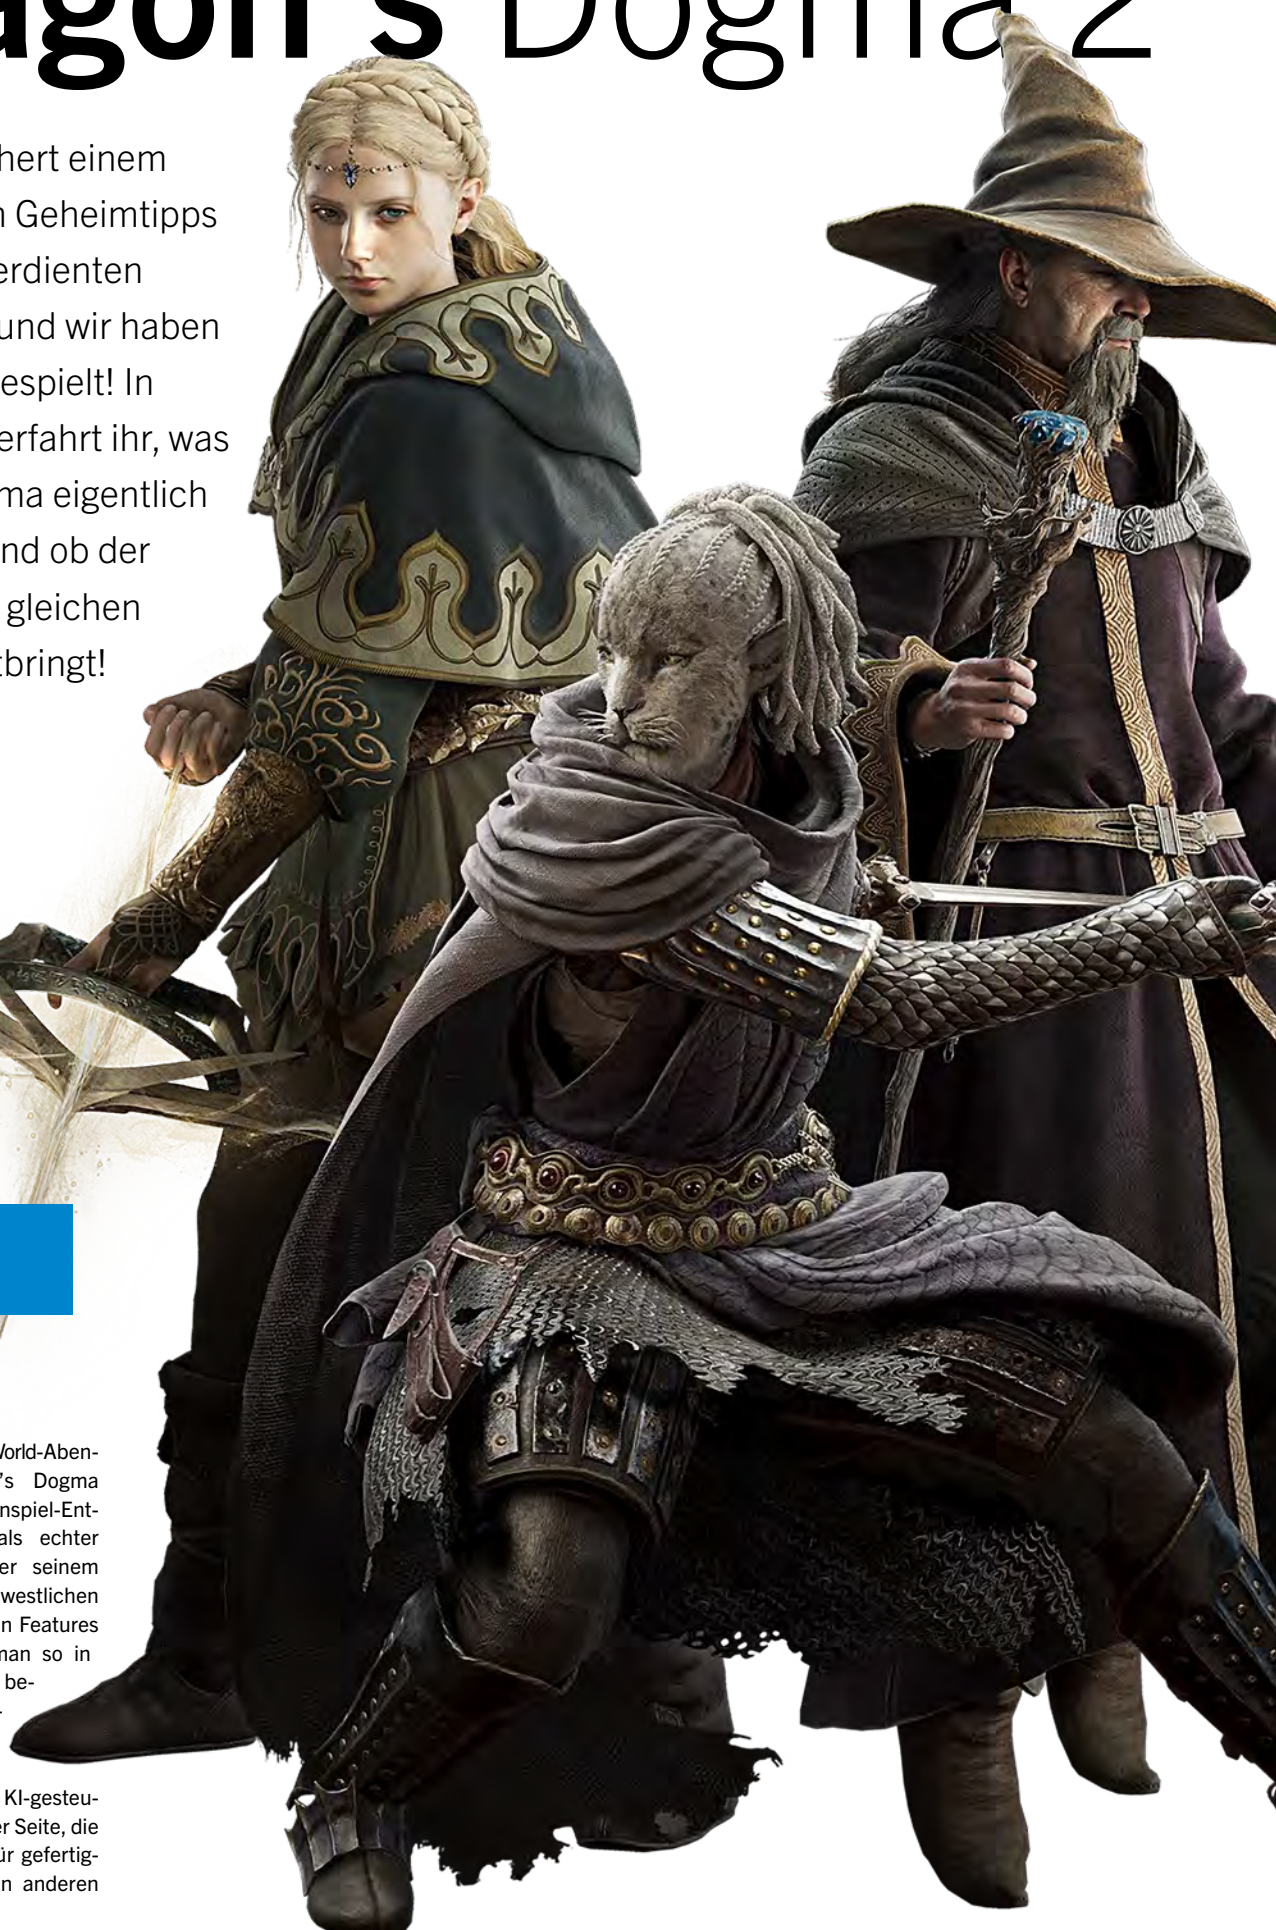 agon's Dogma 2
hert einem
n Geheimtipps
erdienten
und wir haben
espielt! In
erfahrt ihr, was
ma eigentlich
nd ob der
gleichen
tbringt!
World-Aben-
's Dogma
nspiel-Ent-
als echter
er seinem
westlichen
n Features
man so in
be-
KI-gesteu-
er Seite, die
ür gefertig-
n anderen